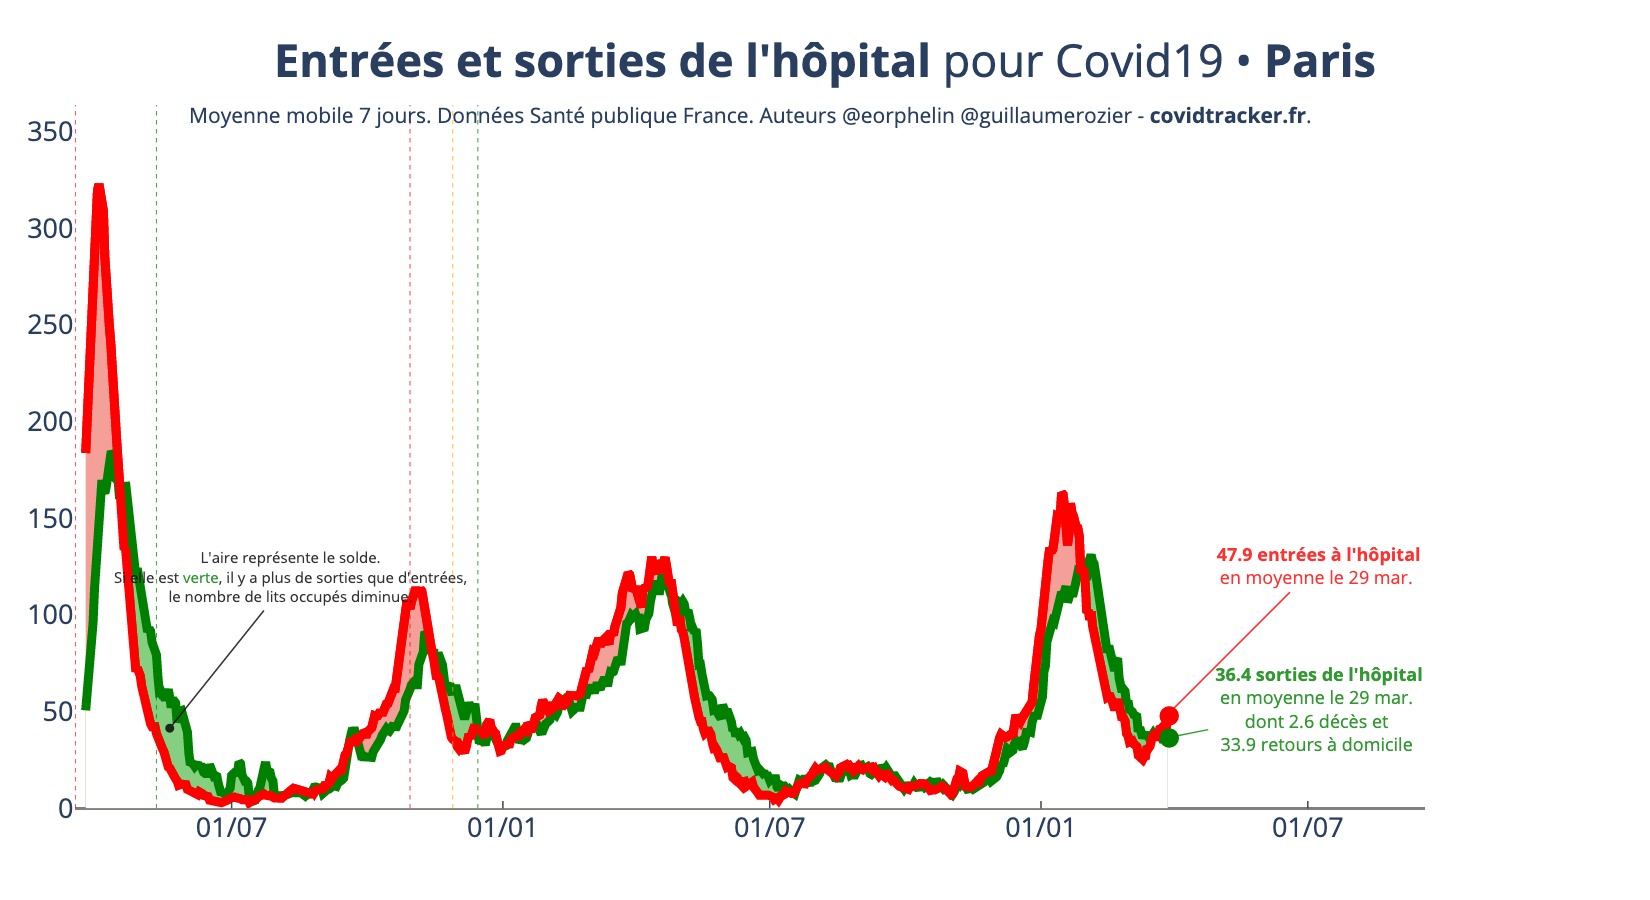 Entrées et sorties de l'hôpital pour Covid19 • Paris
Moyenne mobile 7 jours. Données Santé publique France. Auteurs @eorphelin @guillaumerozier - covidtracker.fr.
350
300
250
200
150
100
50
0
L'aire représente le solde.
Si elle est verte, il y a plus de sorties que d'entrées,
le nombre de lits occupés diminue.
47.9 entrées à l'hôpital
en moyenne le 29 mar.
36.4 sorties de l'hôpital
en moyenne le 29 mar.
dont 2.6 décès et
33.9 retours à domicile
01/07
01/01
01/07
01/01
01/07